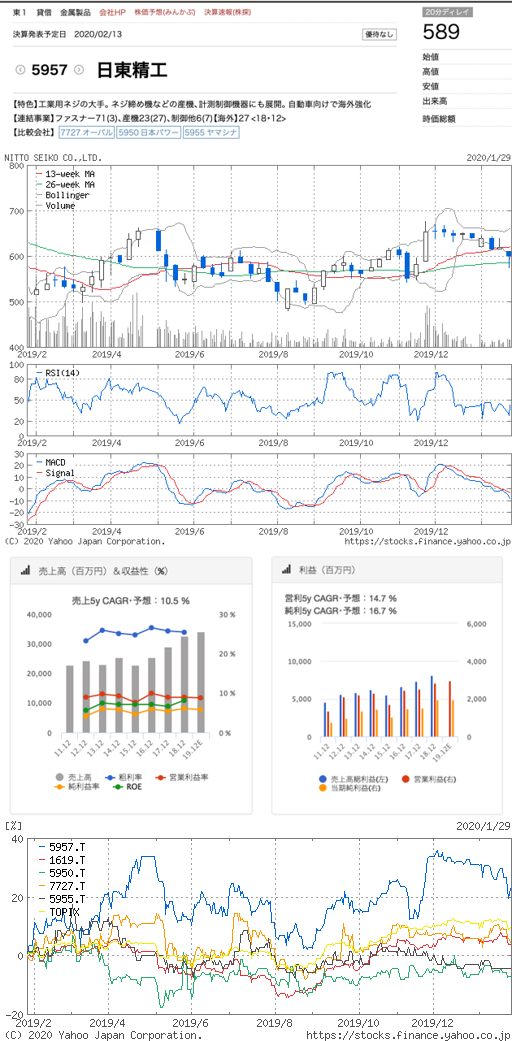 東1 貸借 金属製品 会社HP 株価予想(みんかぶ) 決算速報(株探)
20分ディレイ
589
決算発表予定日 2020/02/13
優待なし
5957 日東精工
始値
高値
安値
出来高
時価総額
【特色】工業用ネジの大手。ネジ締め機などの産機、計測制御機器にも展開。自動車向けで海外強化
【連結事業】ファスナー71(3)、産機23(27)、制御他6(7)【海外】27 <18・12>
【比較会社】 7727 オーバル 5950 日本パワー 5955 ヤマシナ
NITTO SEIKO CO.,LTD. 2020/1/29
13-week MA
26-week MA
Bollinger
Volume
800
700
600
500
400
2019/2 2019/4 2019/6 2019/8 2019/10 2019/12
RSI(14)
100
50
0
2019/2 2019/4 2019/6 2019/8 2019/10 2019/12
MACD
Signal
30
20
10
0
-10
-20
-30
2019/2 2019/4 2019/6 2019/8 2019/10 2019/12
(C) 2020 Yahoo Japan Corporation. https://stocks.finance.yahoo.co.jp/
売上高（百万円）＆収益性（％）
売上5y CAGR・予想：10.5 %
40,000
30,000
20,000
10,000
0
30 %
20 %
10 %
0 %
11.12 12.12 13.12 14.12 15.12 16.12 17.12 18.12 19.12E
売上高 粗利率 営業利益率
純利益率 ROE
利益（百万円）
営利5y CAGR・予想：14.7 %
純利5y CAGR・予想：16.7 %
15,000
10,000
5,000
0
6,000
4,000
2,000
0
11.12 12.12 13.12 14.12 15.12 16.12 17.12 18.12 19.12E
売上高総利益(左) 営業利益(右)
当期純利益(右)
[%] 2020/1/29
5957.T
1619.T
5950.T
7727.T
5955.T
TOPIX
40
20
0
-20
2019/2 2019/4 2019/6 2019/8 2019/10 2019/12
(C) 2020 Yahoo Japan Corporation. https://stocks.finance.yahoo.co.jp/